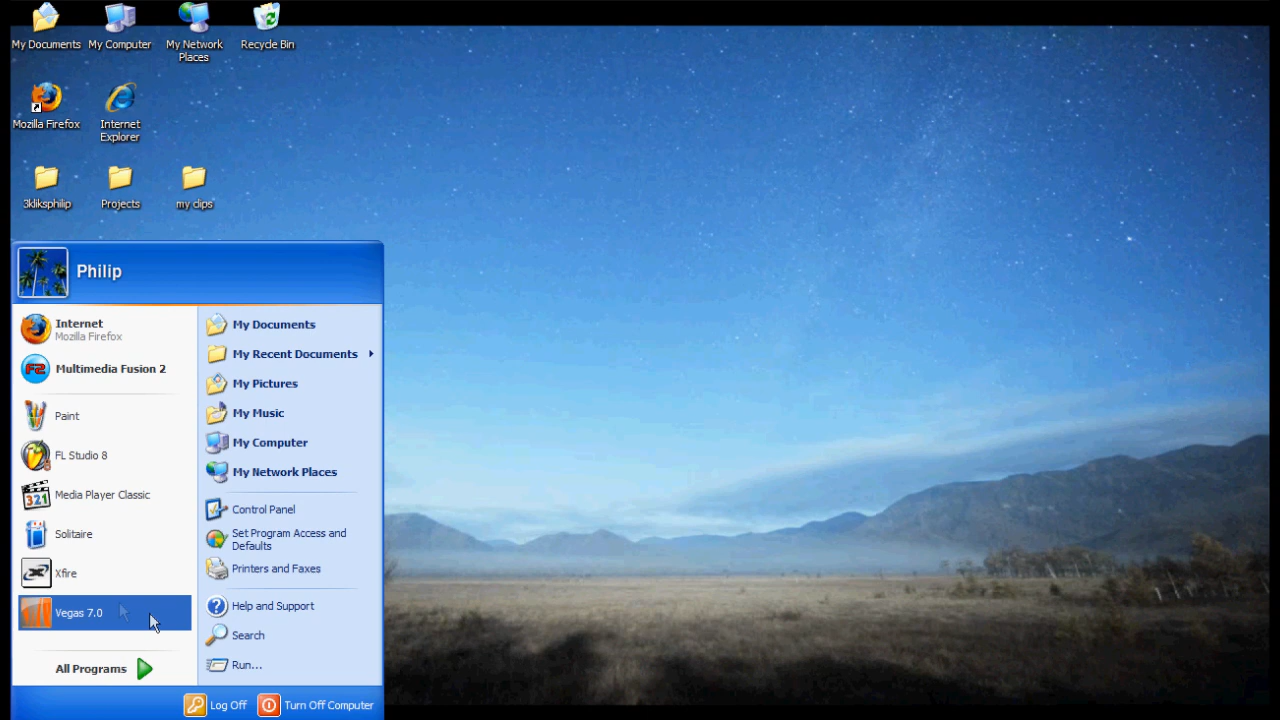 My Documents
My Computer
My Network
Places
Recycle Bin
Mozilla Firefox
Internet
Explorer
3kliksphilip
Projects
my clips
Philip
Internet
Mozilla Firefox
Multimedia Fusion 2
Paint
FL Studio 8
Media Player Classic
Solitaire
Xfire
Vegas 7.0
All Programs
My Documents
My Recent Documents
My Pictures
My Music
My Computer
My Network Places
Control Panel
Set Program Access and
Defaults
Printers and Faxes
Help and Support
Search
Run...
Log Off
Turn Off Computer